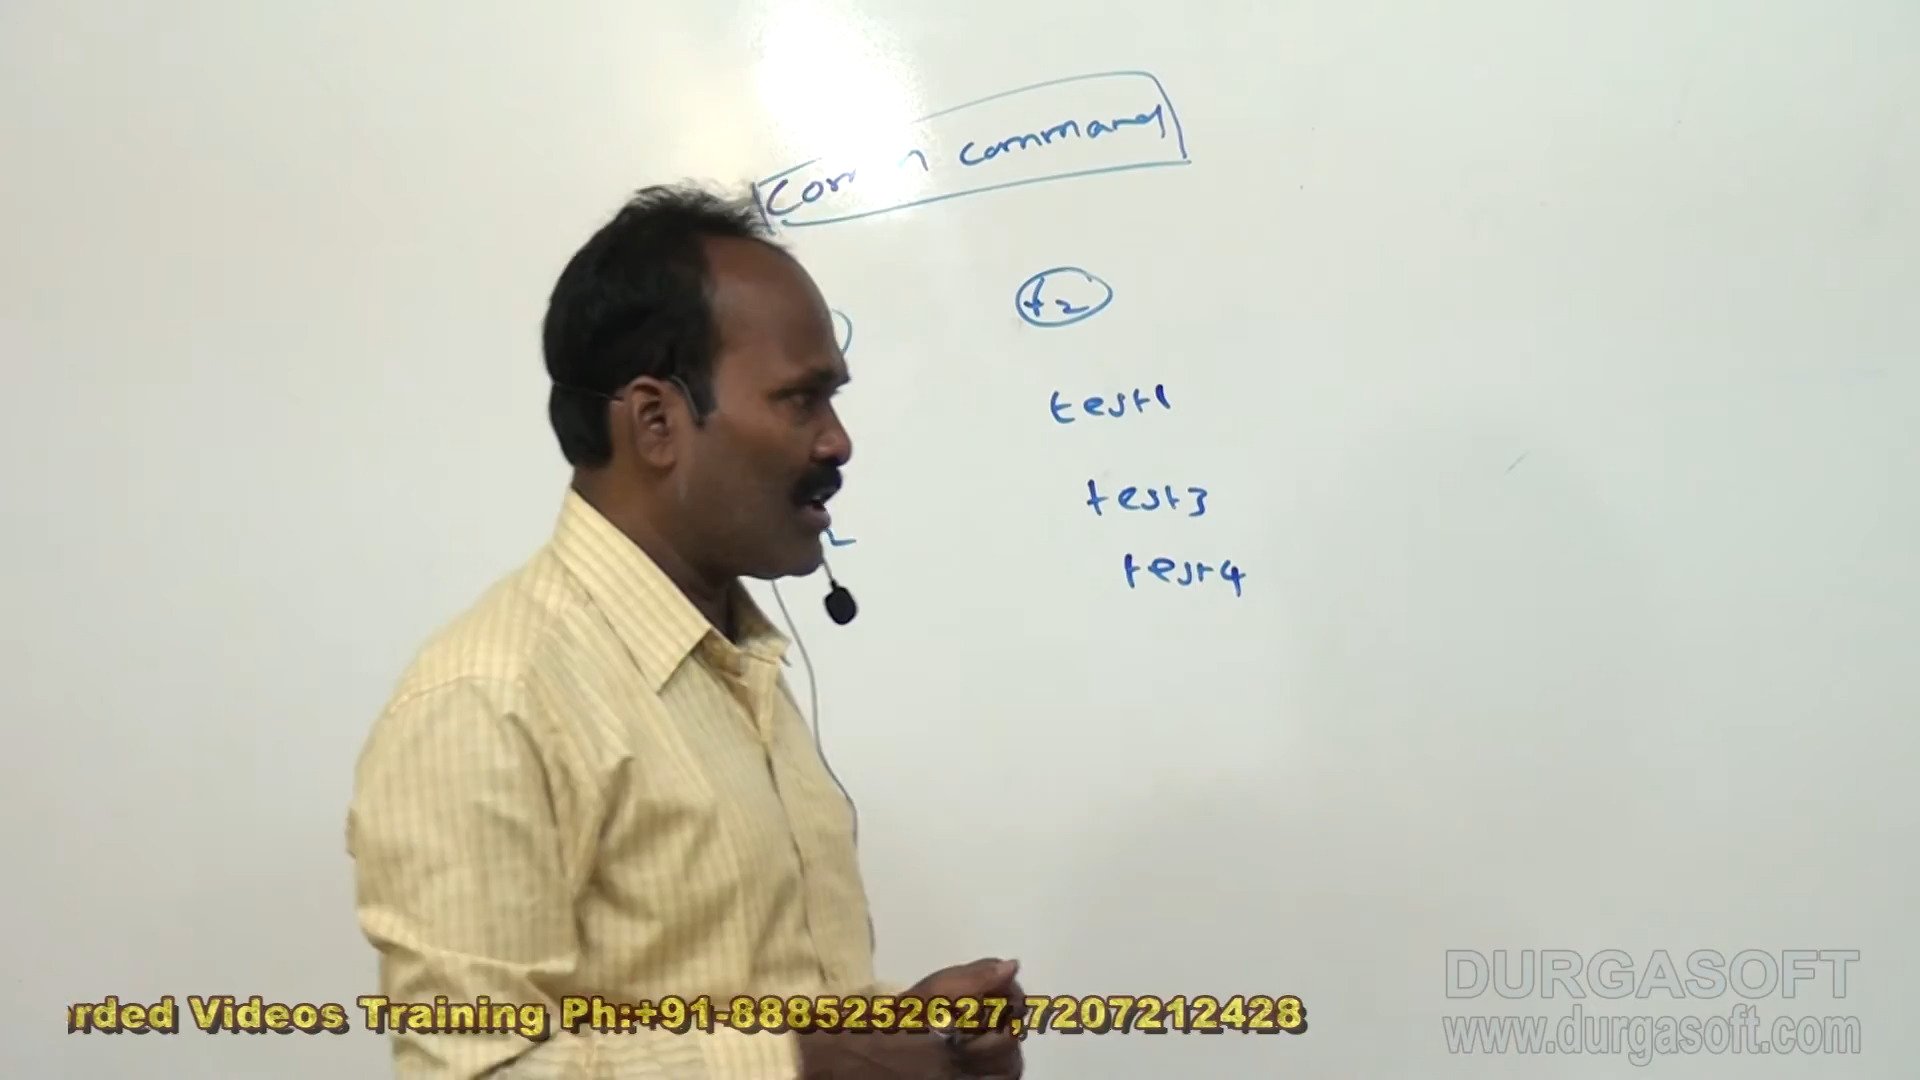 command
f2
test1
test3
test4
rded Videos Training Ph:+91-8885252627,7207212428
DURGASOFT
www.durgasoft.com